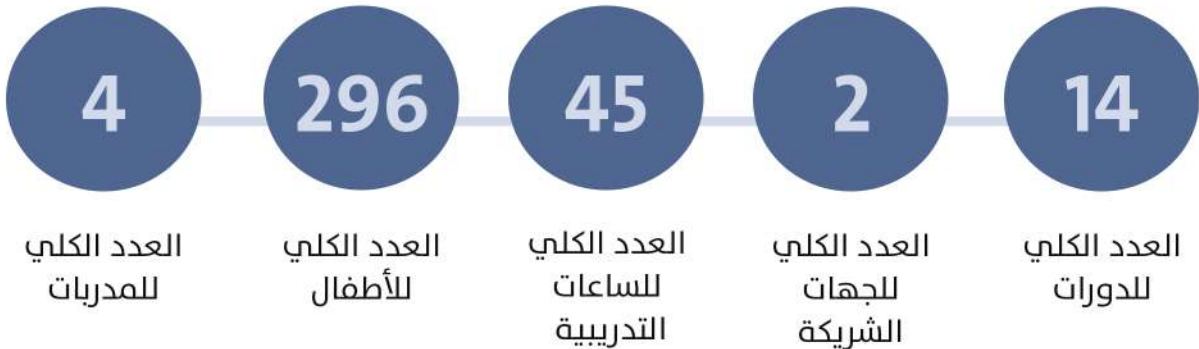 14
العدد الكلي
للدورات
2
العدد الكلي
للجهات
الشريكة
45
العدد الكلي
للساعات
التدريبية
296
العدد الكلي
للأطفال
4
العدد الكلي
للمدربات